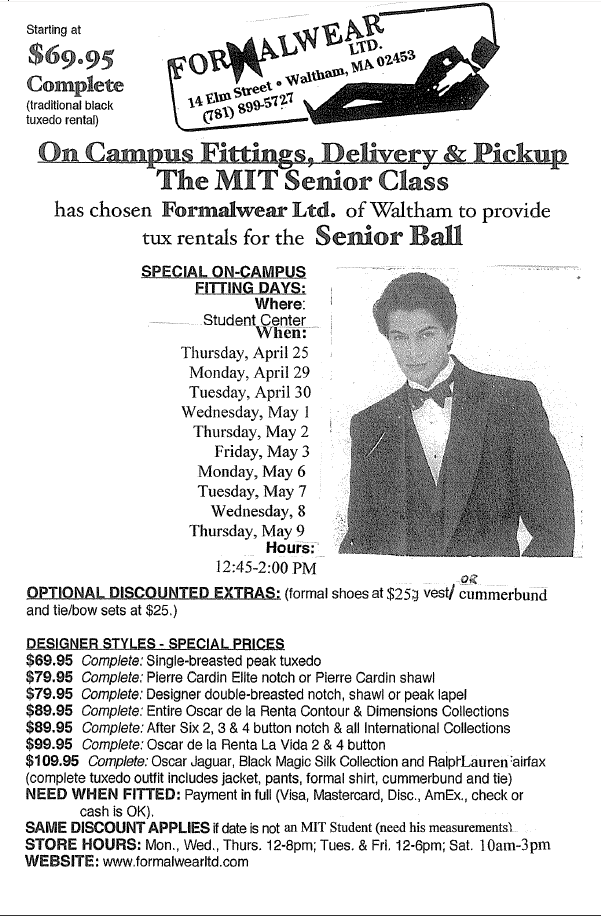 Starting at
$69.95
Complete
(traditional black
tuxedo rental)
FORMALWEAR
LTD.
14 Elm Street • Waltham, MA 02453
(781) 899-5727
On Campus Fittings, Delivery & Pickup
The MIT Senior Class
has chosen Formalwear Ltd. of Waltham to provide
tux rentals for the Senior Ball
SPECIAL ON-CAMPUS
FITTING DAYS:
Where:
Student Center
When:
Thursday, April 25
Monday, April 29
Tuesday, April 30
Wednesday, May 1
Thursday, May 2
Friday, May 3
Monday, May 6
Tuesday, May 7
Wednesday, 8
Thursday, May 9
Hours:
12:45-2:00 PM
OR
OPTIONAL DISCOUNTED EXTRAS: (formal shoes at $25; vest/ cummerbund
and tie/bow sets at $25.)
DESIGNER STYLES - SPECIAL PRICES
$69.95 Complete: Single-breasted peak tuxedo
$79.95 Complete: Pierre Cardin Elite notch or Pierre Cardin shawl
$79.95 Complete: Designer double-breasted notch, shawl or peak lapel
$89.95 Complete: Entire Oscar de la Renta Contour & Dimensions Collections
$89.95 Complete: After Six 2, 3 & 4 button notch & all International Collections
$99.95 Complete: Oscar de la Renta La Vida 2 & 4 button
$109.95 Complete: Oscar Jaguar, Black Magic Silk Collection and Ralph Lauren airfax
(complete tuxedo outfit includes jacket, pants, formal shirt, cummerbund and tie)
NEED WHEN FITTED: Payment in full (Visa, Mastercard, Disc., AmEx., check or
cash is OK).
SAME DISCOUNT APPLIES if date is not an MIT Student (need his measurements)
STORE HOURS: Mon., Wed., Thurs. 12-8pm; Tues. & Fri. 12-6pm; Sat. 10am-3pm
WEBSITE: www.formalwearltd.com